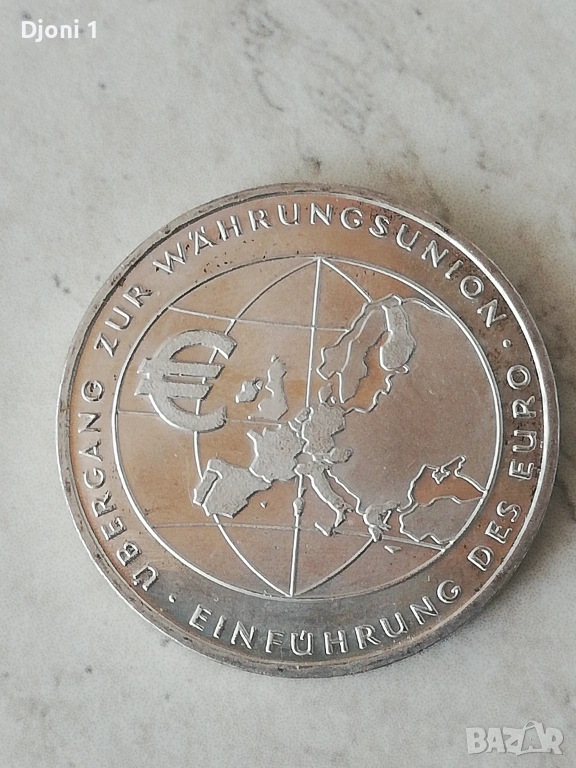 Djoni 1
ÜBERGANG ZUR WÄHRUNGSUNION · EINFÜHRUNG DES EURO ·
€
BAZAR